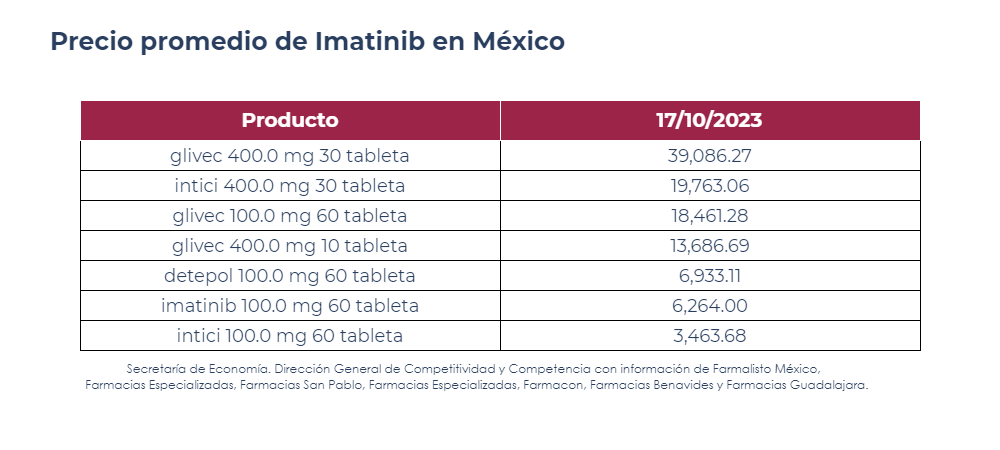 Precio promedio de Imatinib en México
Producto 17/10/2023
glivec 400.0 mg 30 tableta 39,086.27
intici 400.0 mg 30 tableta 19,763.06
glivec 100.0 mg 60 tableta 18,461.28
glivec 400.0 mg 10 tableta 13,686.69
detepol 100.0 mg 60 tableta 6,933.11
imatinib 100.0 mg 60 tableta 6,264.00
intici 100.0 mg 60 tableta 3,463.68
Secretaría de Economía. Dirección General de Competitividad y Competencia con información de Farmalisto México,
Farmacias Especializadas, Farmacias San Pablo, Farmacias Especializadas, Farmacon, Farmacias Benavides y Farmacias Guadalajara.